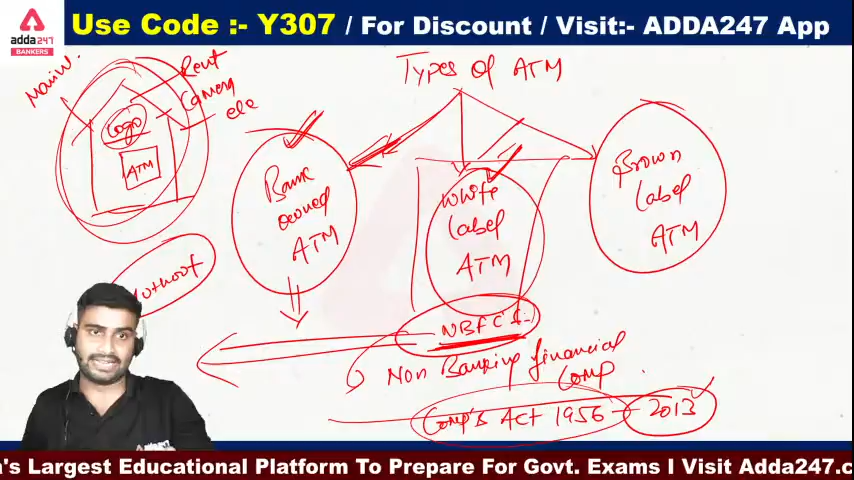 adda247
BANKERS
Use Code :- Y307 / For Discount / Visit:- ADDA247 App
Types of ATM
Rent
Camera
etc
Logo
ATM
Bank
owned
ATM
White
Label
ATM
Brown
Label
ATM
NBFC's:-
Non Banking Financial
Comp
Comp's Act 1956 - 2013
's Largest Educational Platform To Prepare For Govt. Exams I Visit Adda247.c